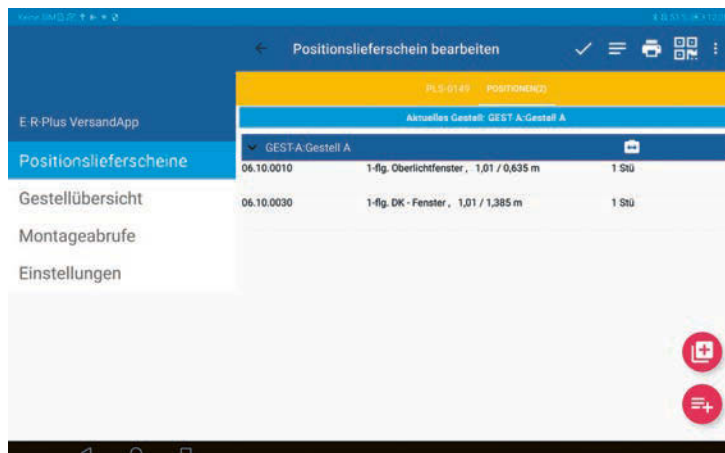 Keine SIM
Positionslieferschein bearbeiten
PLS-0149 POSITIONEN(2)
E-R-Plus VersandApp
Aktuelles Gestell: GEST-A:Gestell A
Positionslieferscheine
GEST-A:Gestell A
06.10.0010 1-flg. Oberlichtfenster , 1,01 / 0,635 m 1 Stü
Gestellübersicht
06.10.0030 1-flg. DK - Fenster , 1,01 / 1,385 m 1 Stü
Montageabrufe
Einstellungen